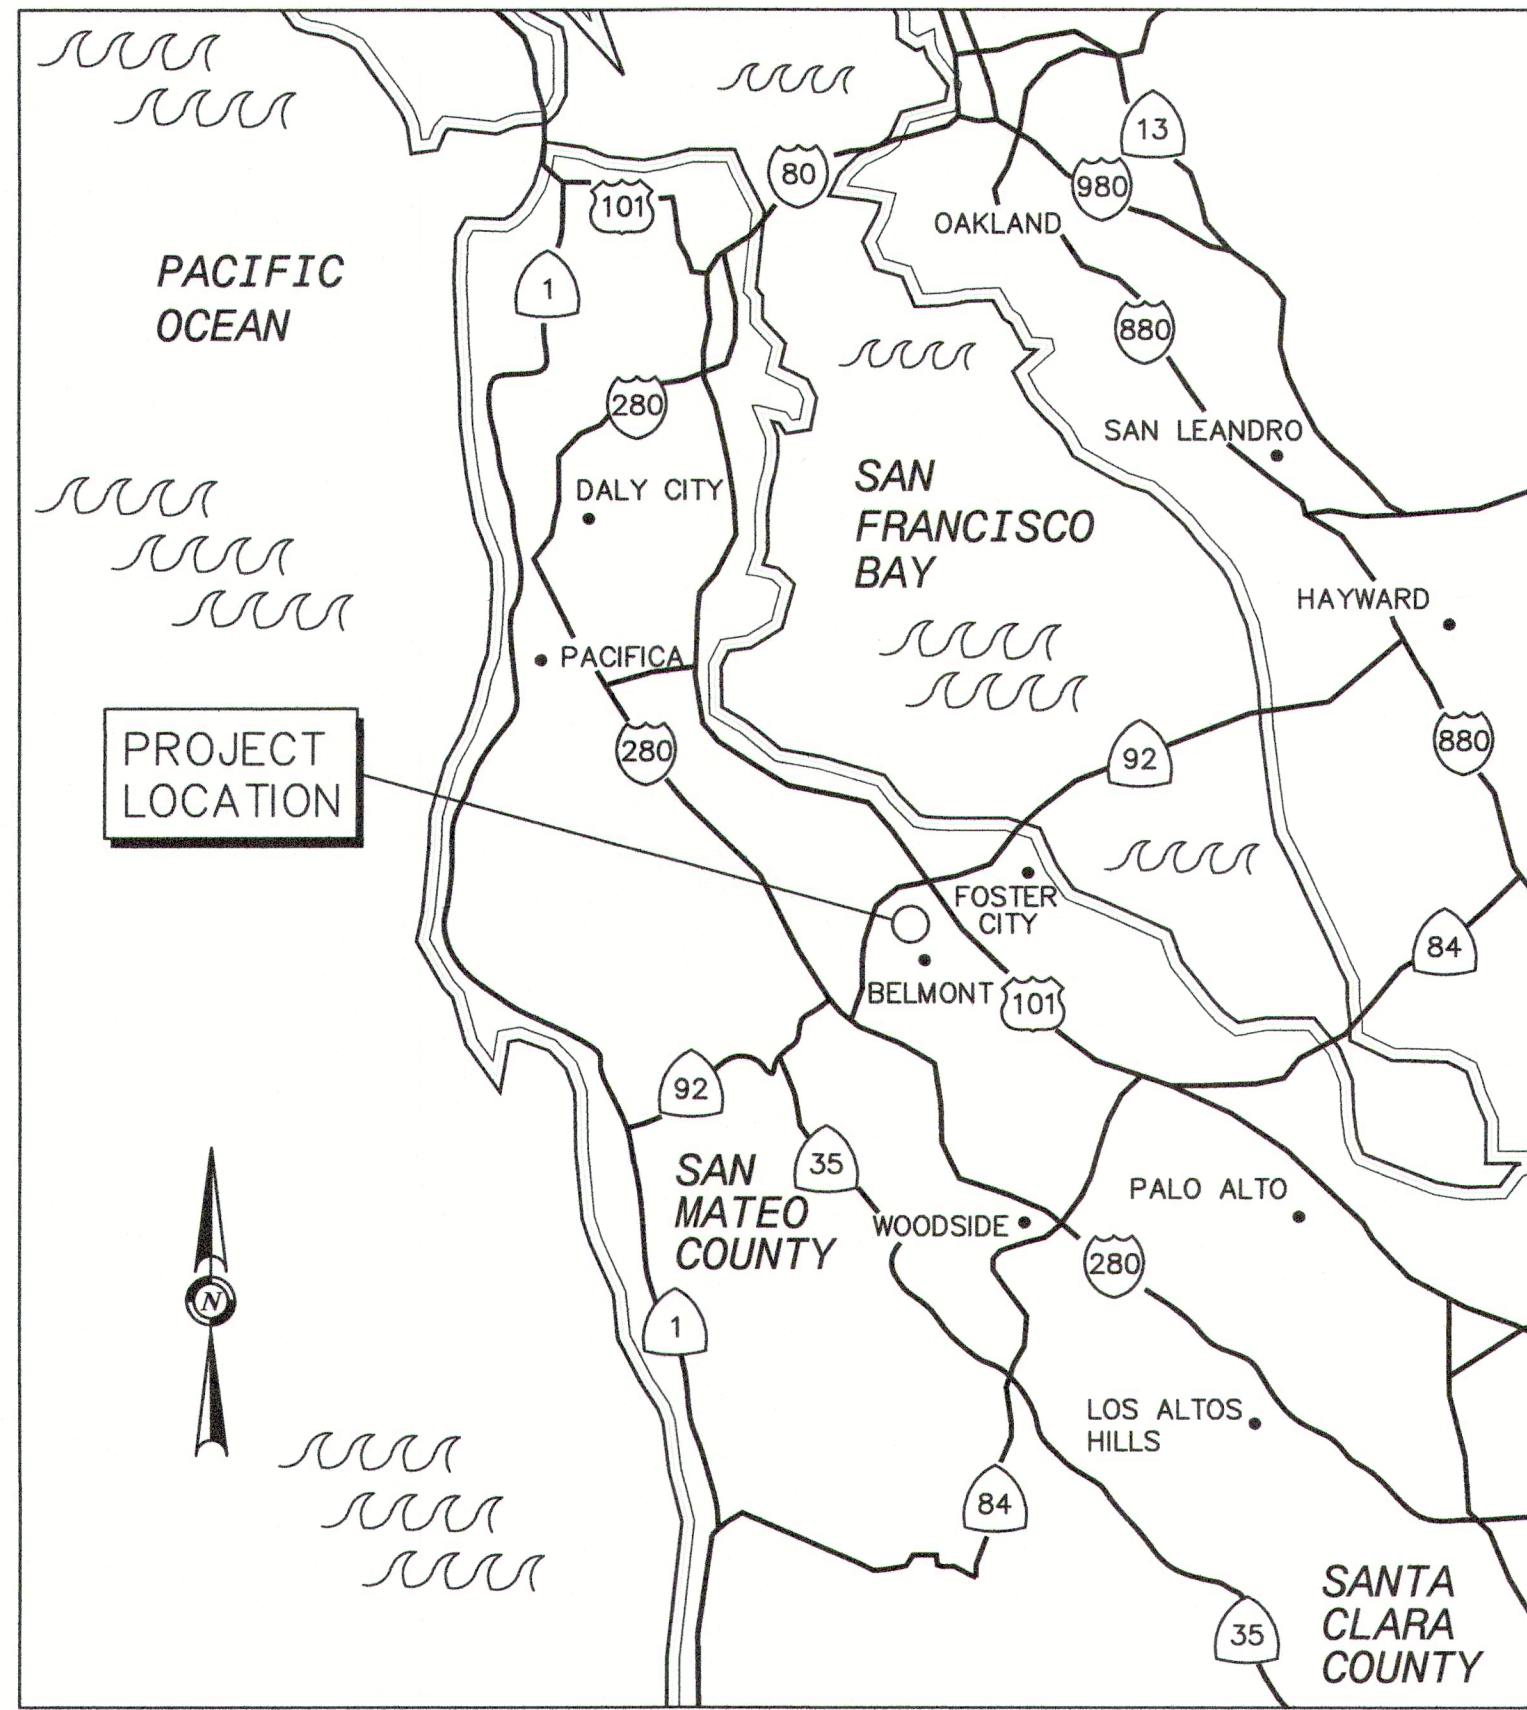 13
80
980
101
OAKLAND
PACIFIC
OCEAN
1
880
280
SAN LEANDRO
DALY CITY
SAN
FRANCISCO
BAY
HAYWARD
PACIFICA
PROJECT
LOCATION
280
92
880
FOSTER
CITY
84
BELMONT
101
92
35
SAN
MATEO
COUNTY
PALO ALTO
WOODSIDE
280
N
1
LOS ALTOS
HILLS
84
35
SANTA
CLARA
COUNTY